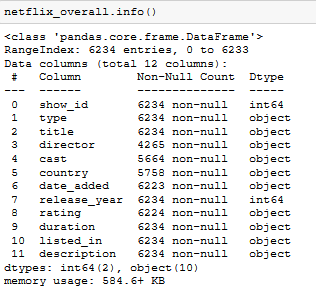 netflix_overall.info()
<class 'pandas.core.frame.DataFrame'>
RangeIndex: 6234 entries, 0 to 6233
Data columns (total 12 columns):
 #   Column        Non-Null Count  Dtype
---  ------        --------------  -----
 0   show_id       6234 non-null   int64
 1   type          6234 non-null   object
 2   title         6234 non-null   object
 3   director      4265 non-null   object
 4   cast          5664 non-null   object
 5   country       5758 non-null   object
 6   date_added    6223 non-null   object
 7   release_year  6234 non-null   int64
 8   rating        6224 non-null   object
 9   duration      6234 non-null   object
 10  listed_in     6234 non-null   object
 11  description   6234 non-null   object
dtypes: int64(2), object(10)
memory usage: 584.6+ KB